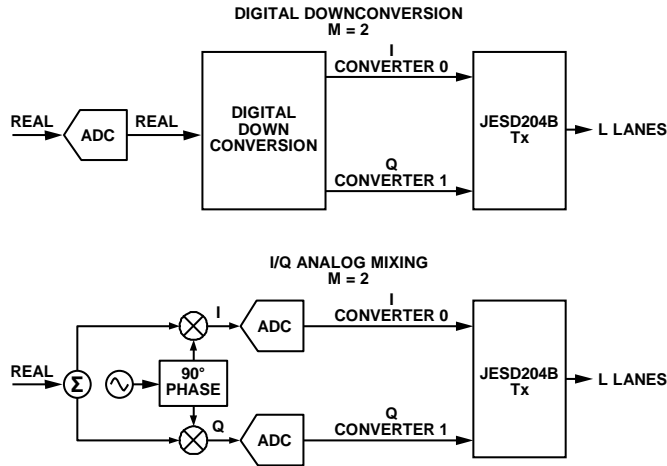 DIGITAL DOWNCONVERSION
M = 2
I
CONVERTER 0
REAL
ADC
REAL
DIGITAL
DOWN
CONVERSION
JESD204B
Tx
L LANES
Q
CONVERTER 1
I/Q ANALOG MIXING
M = 2
I
ADC
I
CONVERTER 0
REAL
Σ
90°
PHASE
JESD204B
Tx
L LANES
Q
ADC
Q
CONVERTER 1